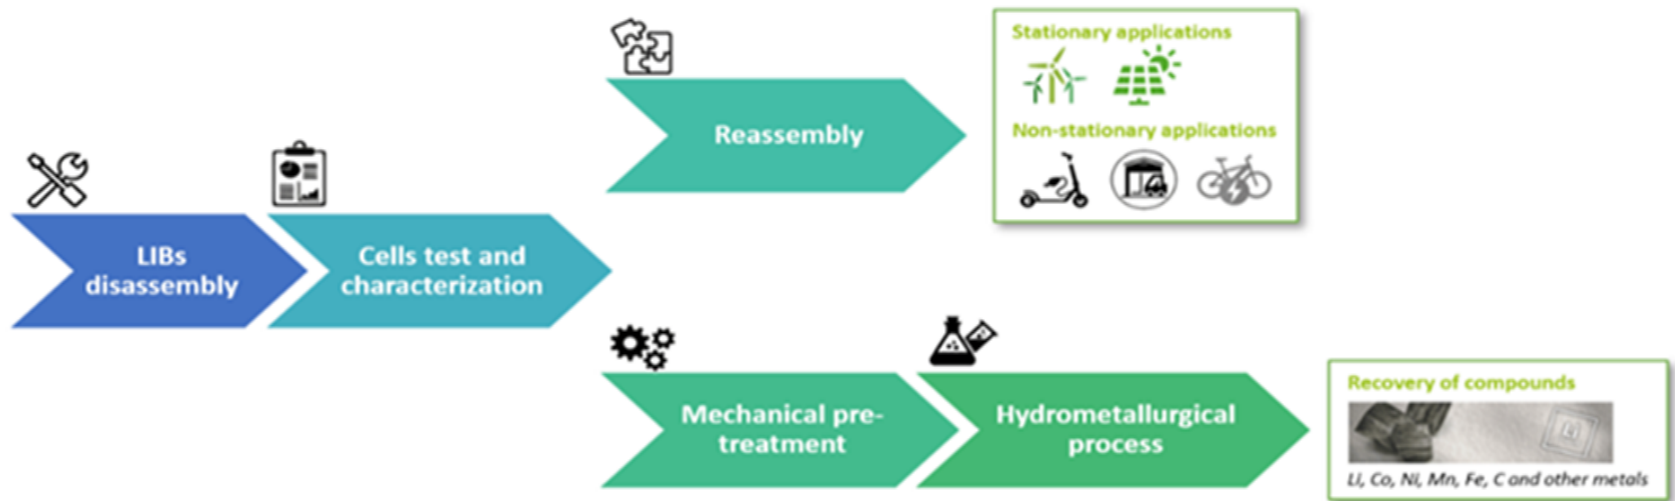 Stationary applications
Non-stationary applications
Reassembly
LIBs
disassembly
Cells test and
characterization
Mechanical pre-
treatment
Hydrometallurgical
process
Recovery of compounds
Li
Li, Co, Ni, Mn, Fe, C and other metals